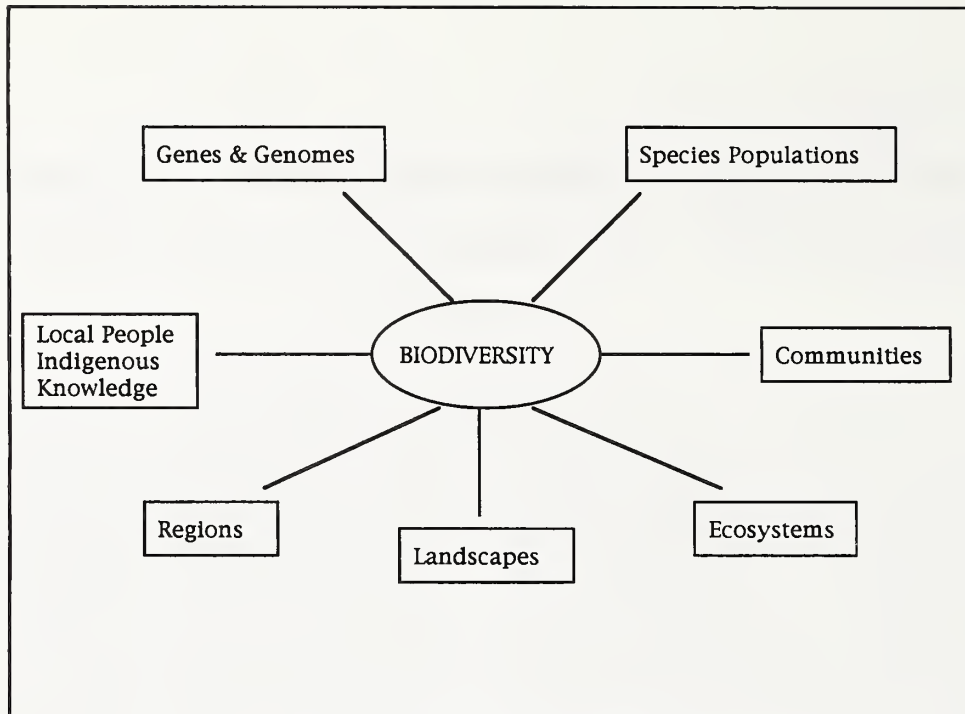 Genes & Genomes
Species Populations
Local People
Indigenous
Knowledge
BIODIVERSITY
Communities
Regions
Landscapes
Ecosystems